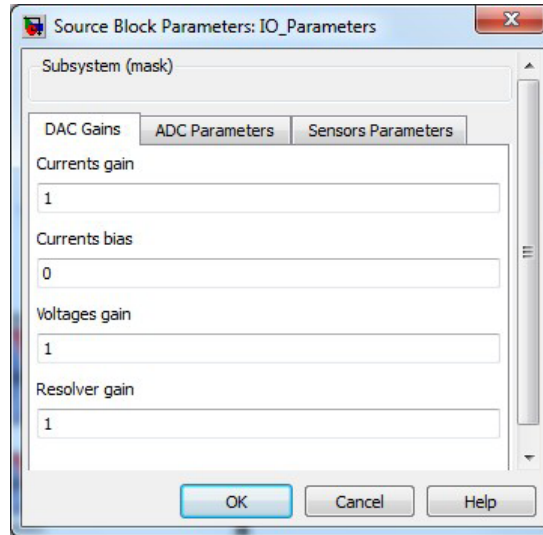 Source Block Parameters: IO_Parameters
Subsystem (mask)
DAC Gains ADC Parameters Sensors Parameters
Currents gain
1
Currents bias
0
Voltages gain
1
Resolver gain
1
OK Cancel Help